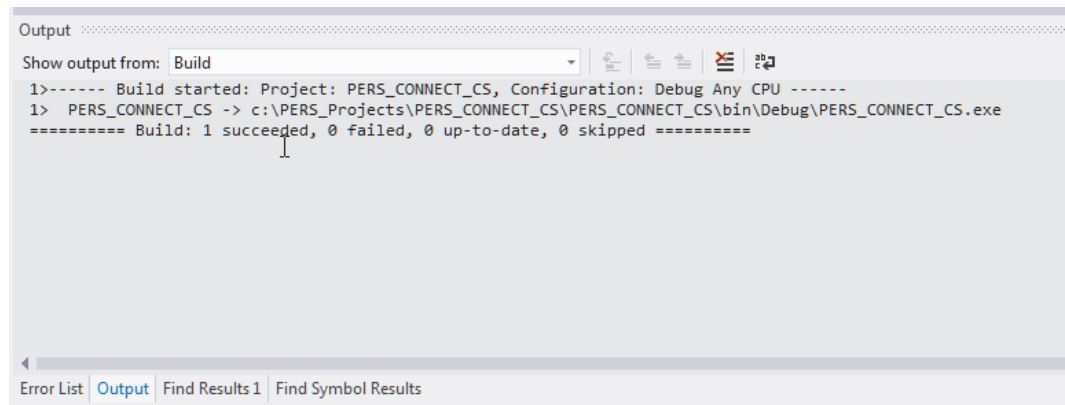 Output
Show output from: Build
1>------ Build started: Project: PERS_CONNECT_CS, Configuration: Debug Any CPU ------
1>  PERS_CONNECT_CS -> c:\PERS_Projects\PERS_CONNECT_CS\PERS_CONNECT_CS\bin\Debug\PERS_CONNECT_CS.exe
========== Build: 1 succeeded, 0 failed, 0 up-to-date, 0 skipped ==========
Error List Output Find Results 1 Find Symbol Results